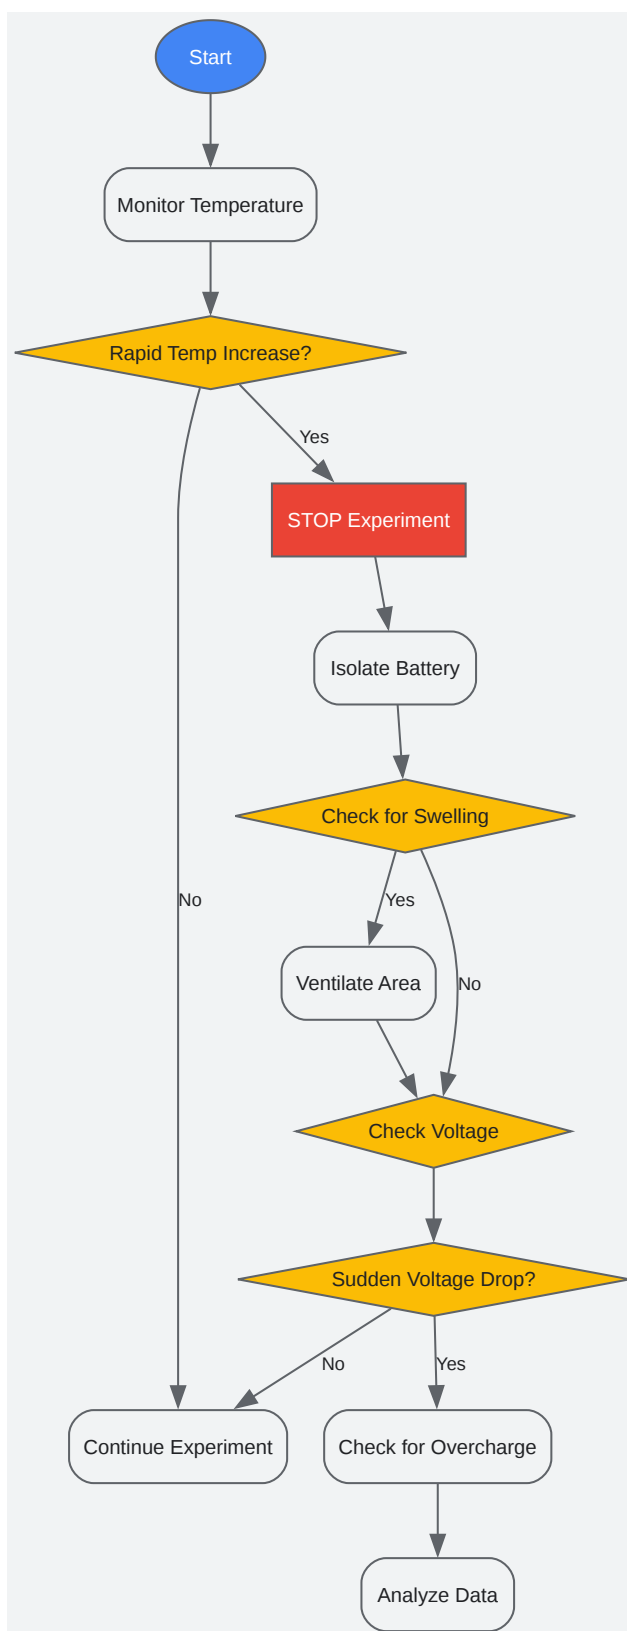 Start
Monitor Temperature
Rapid Temp Increase?
Yes
STOP Experiment
Isolate Battery
Check for Swelling
No
Yes
Ventilate Area
No
Check Voltage
Sudden Voltage Drop?
No
Yes
Continue Experiment
Check for Overcharge
Analyze Data